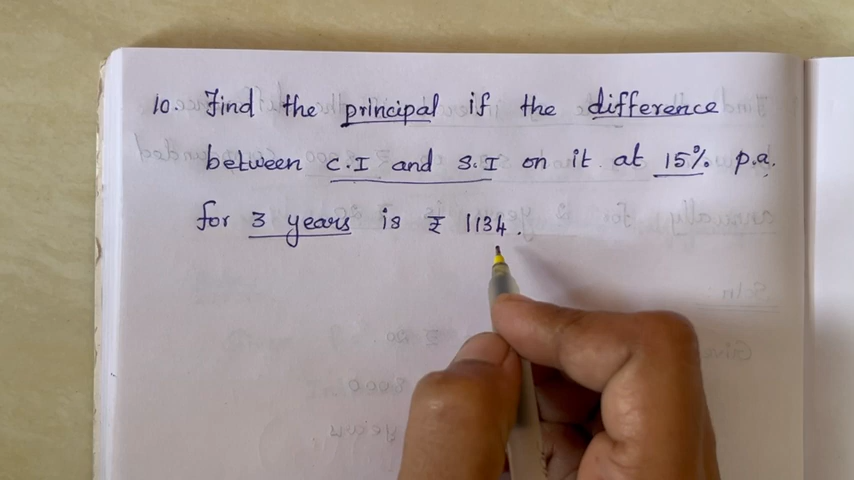 10. Find the principal if the difference
between C.I and S.I on it at 15% p.a.
for 3 years is ₹ 1134.